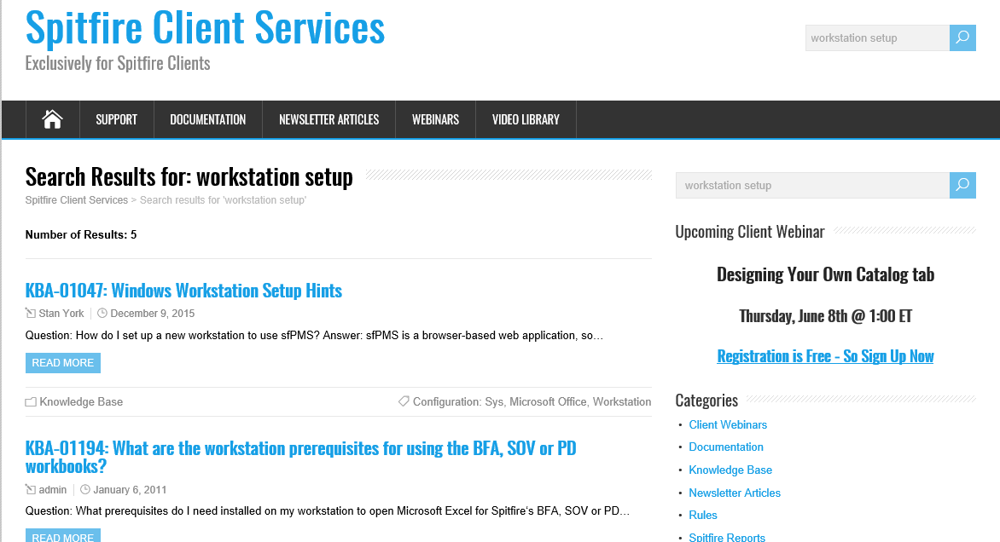 Spitfire Client Services
Exclusively for Spitfire Clients
workstation setup
SUPPORT
DOCUMENTATION
NEWSLETTER ARTICLES
WEBINARS
VIDEO LIBRARY
Search Results for: workstation setup
Spitfire Client Services > Search results for 'workstation setup'
Number of Results: 5
KBA-01047: Windows Workstation Setup Hints
Stan York
December 9, 2015
Question: How do I set up a new workstation to use sfPMS? Answer: sfPMS is a browser-based web application, so…
READ MORE
Knowledge Base
Configuration: Sys, Microsoft Office, Workstation
KBA-01194: What are the workstation prerequisites for using the BFA, SOV or PD
workbooks?
admin
January 6, 2011
Question: What prerequisites do I need installed on my workstation to open Microsoft Excel for Spitfire's BFA, SOV or PD…
READ MORE
workstation setup
Upcoming Client Webinar
Designing Your Own Catalog tab
Thursday, June 8th @ 1:00 ET
Registration is Free - So Sign Up Now
Categories
• Client Webinars
• Documentation
• Knowledge Base
• Newsletter Articles
• Rules
• Spitfire Reports